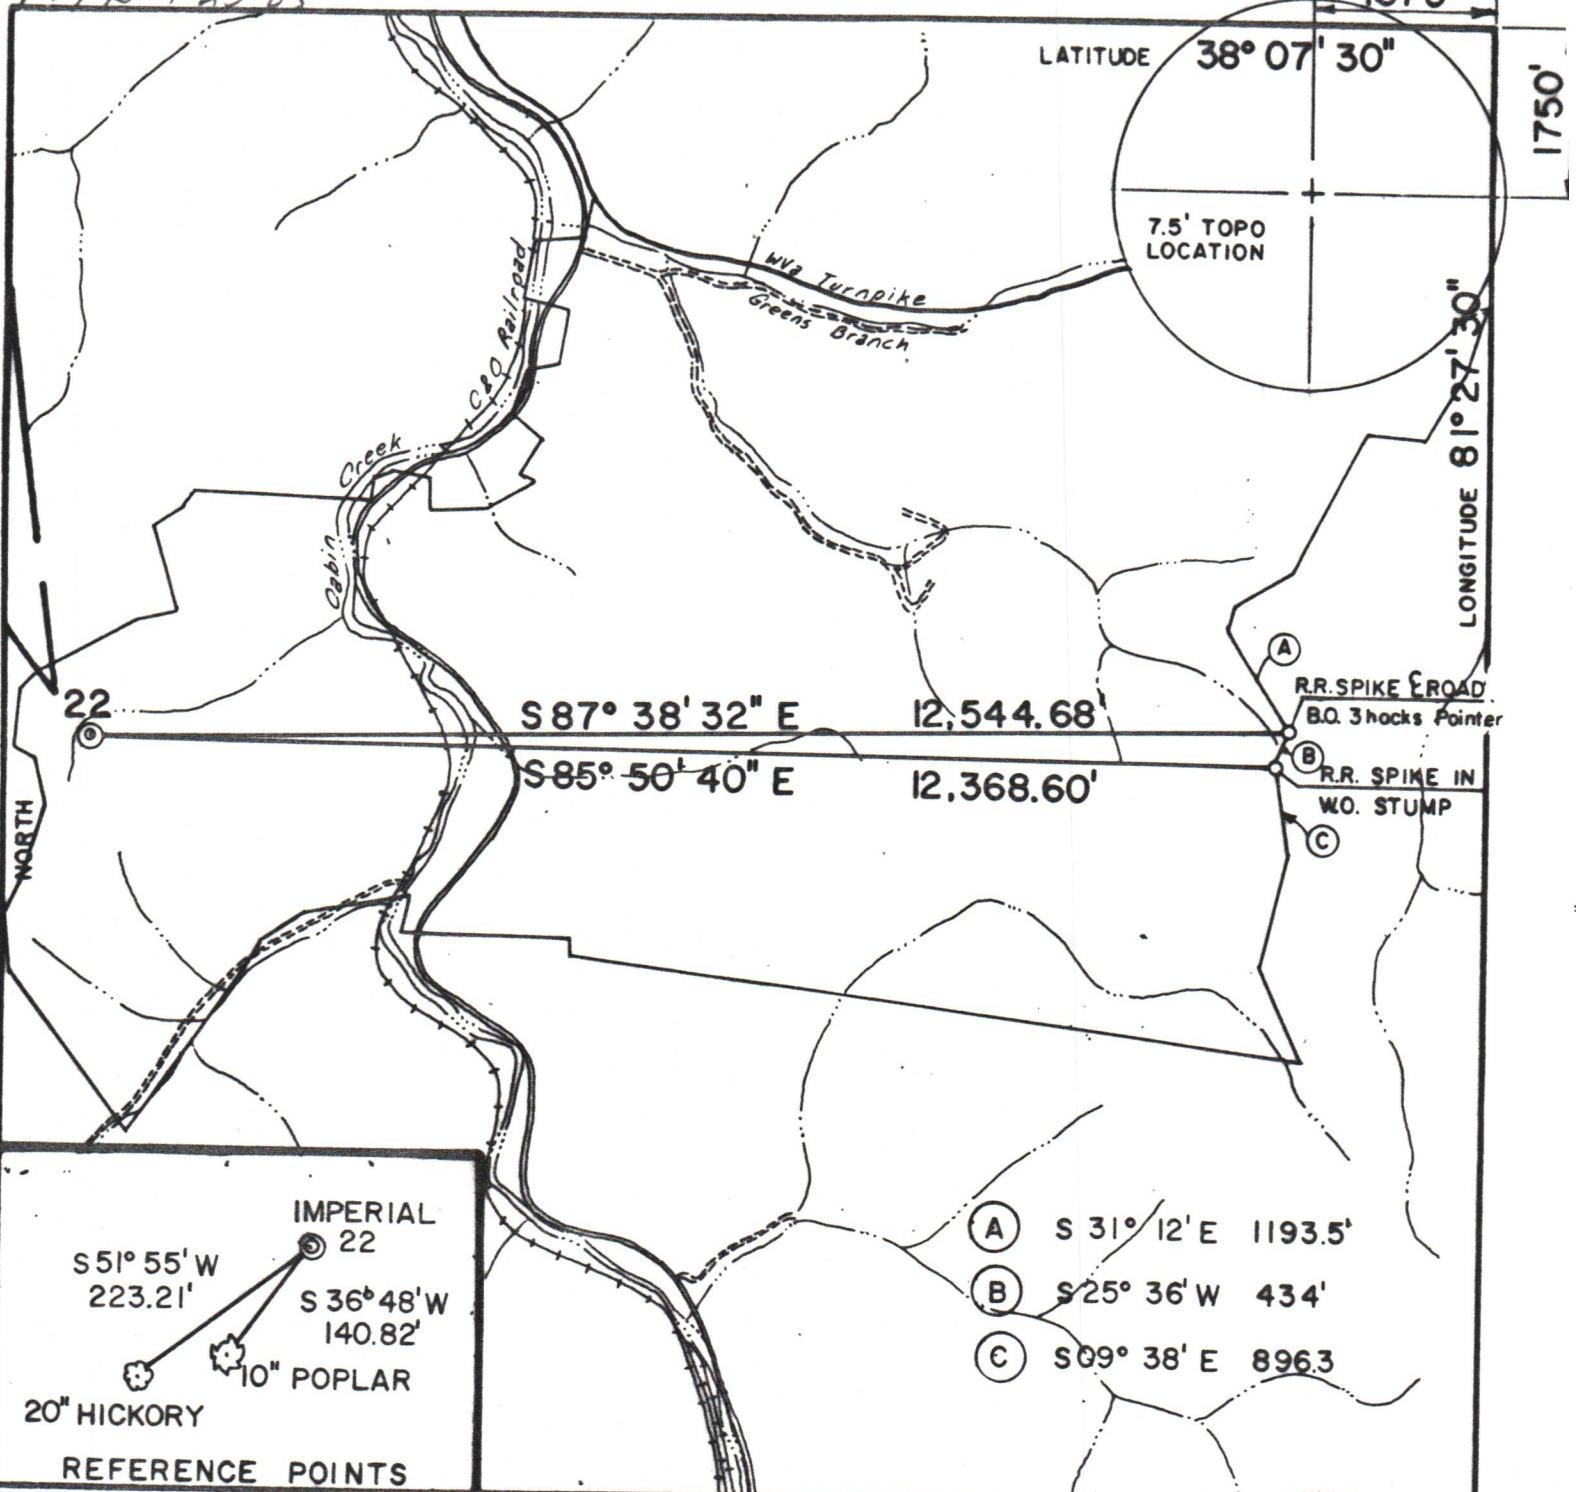 LATITUDE 38° 07' 30"
1750'
7.5' TOPO
LOCATION
WVa Turnpike
Greens Branch
C&O Railroad
Cabin Creek
LONGITUDE 81° 27' 30"
A
R.R. SPIKE ℄ ROAD
B.O. 3 hacks Pointer
22
S 87° 38' 32" E 12,544.68'
B
S 85° 50' 40" E 12,368.60'
R.R. SPIKE IN
W.O. STUMP
C
NORTH
IMPERIAL
22
S 51° 55' W
223.21'
S 36° 48' W
140.82'
10" POPLAR
20" HICKORY
REFERENCE POINTS
A S 31° 12' E 1193.5'
B S 25° 36' W 434'
C S 09° 38' E 896.3